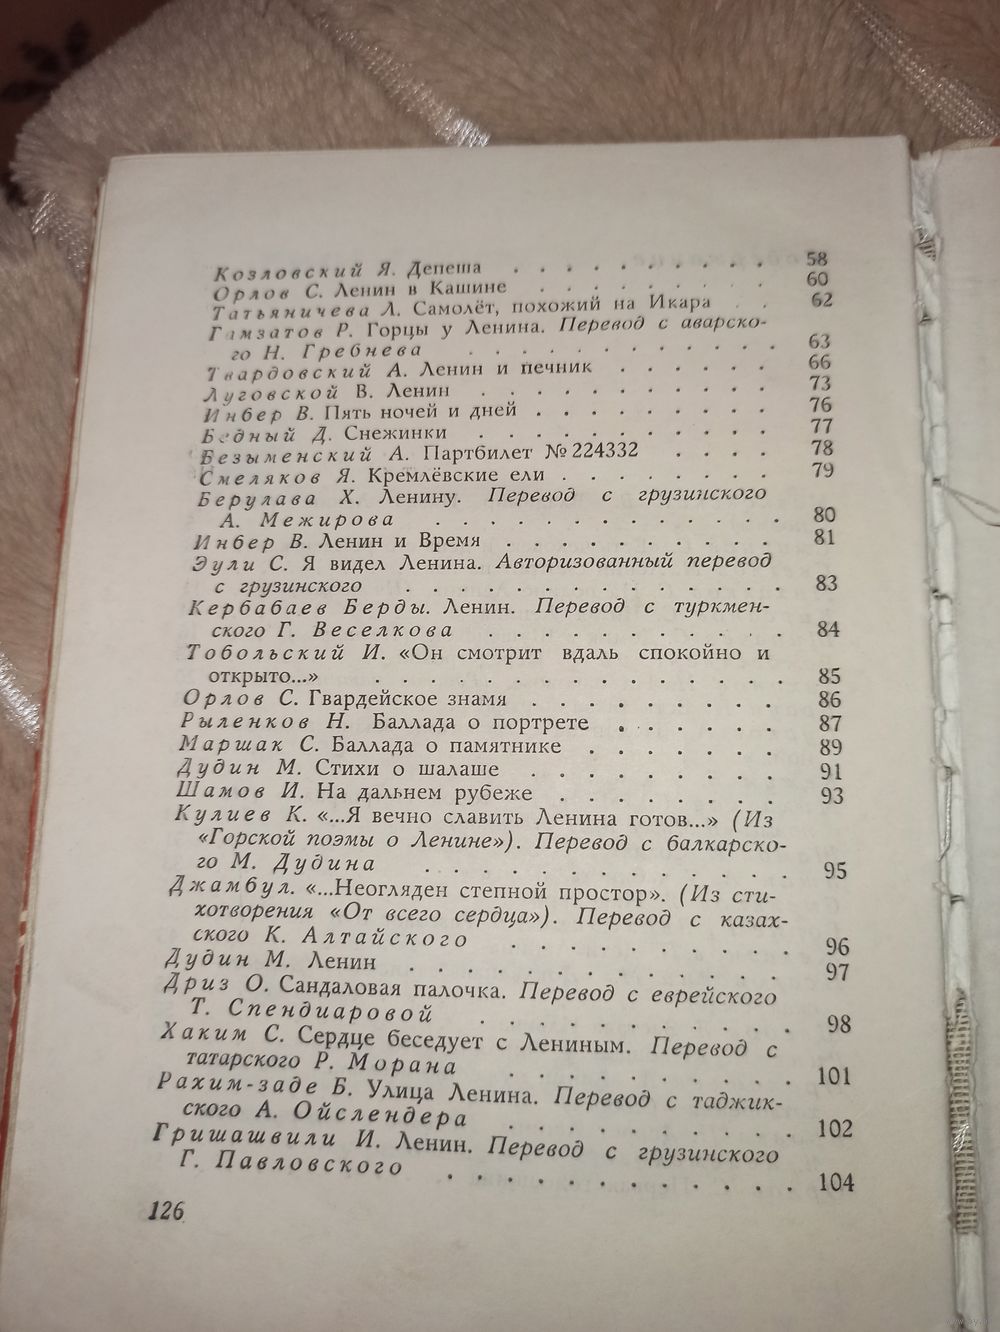 Козловский Я. Депеша . . . . . . . . . 58
Орлов С. Ленин в Кашине . . . . . . . . 60
Татьяничева Л. Самолёт, похожий на Икара . . 62
Гамзатов Р. Горцы у Ленина. Перевод с аварско-
го Н. Гребнева . . . . . . . . . . 63
Твардовский А. Ленин и печник . . . . . . 66
Луговской В. Ленин . . . . . . . . . 73
Инбер В. Пять ночей и дней . . . . . . . . 76
Бедный Д. Снежинки . . . . . . . . . 77
Безыменский А. Партбилет №224332 . . . . 78
Смеляков Я. Кремлёвские ели . . . . . . . 79
Берулава Х. Ленину. Перевод с грузинского
А. Межирова . . . . . . . . . . . . 80
Инбер В. Ленин и Время . . . . . . . . . 81
Эули С. Я видел Ленина. Авторизованный перевод
с грузинского . . . . . . . . . . . . 83
Кербабаев Берды. Ленин. Перевод с туркмен-
ского Г. Веселкова . . . . . . . . . . 84
Тобольский И. «Он смотрит вдаль спокойно и
открыто...» . . . . . . . . . . . . . 85
Орлов С. Гвардейское знамя . . . . . . . . 86
Рыленков Н. Баллада о портрете . . . . . . 87
Маршак С. Баллада о памятнике . . . . . . . 89
Дудин М. Стихи о шалаше . . . . . . . . 91
Шамов И. На дальнем рубеже . . . . . . . 93
Кулиев К. «...Я вечно славить Ленина готов...» (Из
«Горской поэмы о Ленине»). Перевод с балкарско-
го М. Дудина . . . . . . . . . . . . 95
Джамбул. «...Неогляден степной простор». (Из сти-
хотворения «От всего сердца»). Перевод с казах-
ского К. Алтайского . . . . . . . . . 96
Дудин М. Ленин . . . . . . . . . . . 97
Дриз О. Сандаловая палочка. Перевод с еврейского
Т. Спендиаровой . . . . . . . . . . 98
Хаким С. Сердце беседует с Лениным. Перевод с
татарского Р. Морана . . . . . . . . . 101
Рахим-заде Б. Улица Ленина. Перевод с таджик-
ского А. Ойслендера . . . . . . . . . . 102
Гришашвили И. Ленин. Перевод с грузинского
Г. Павловского . . . . . . . . . . . . 104
126